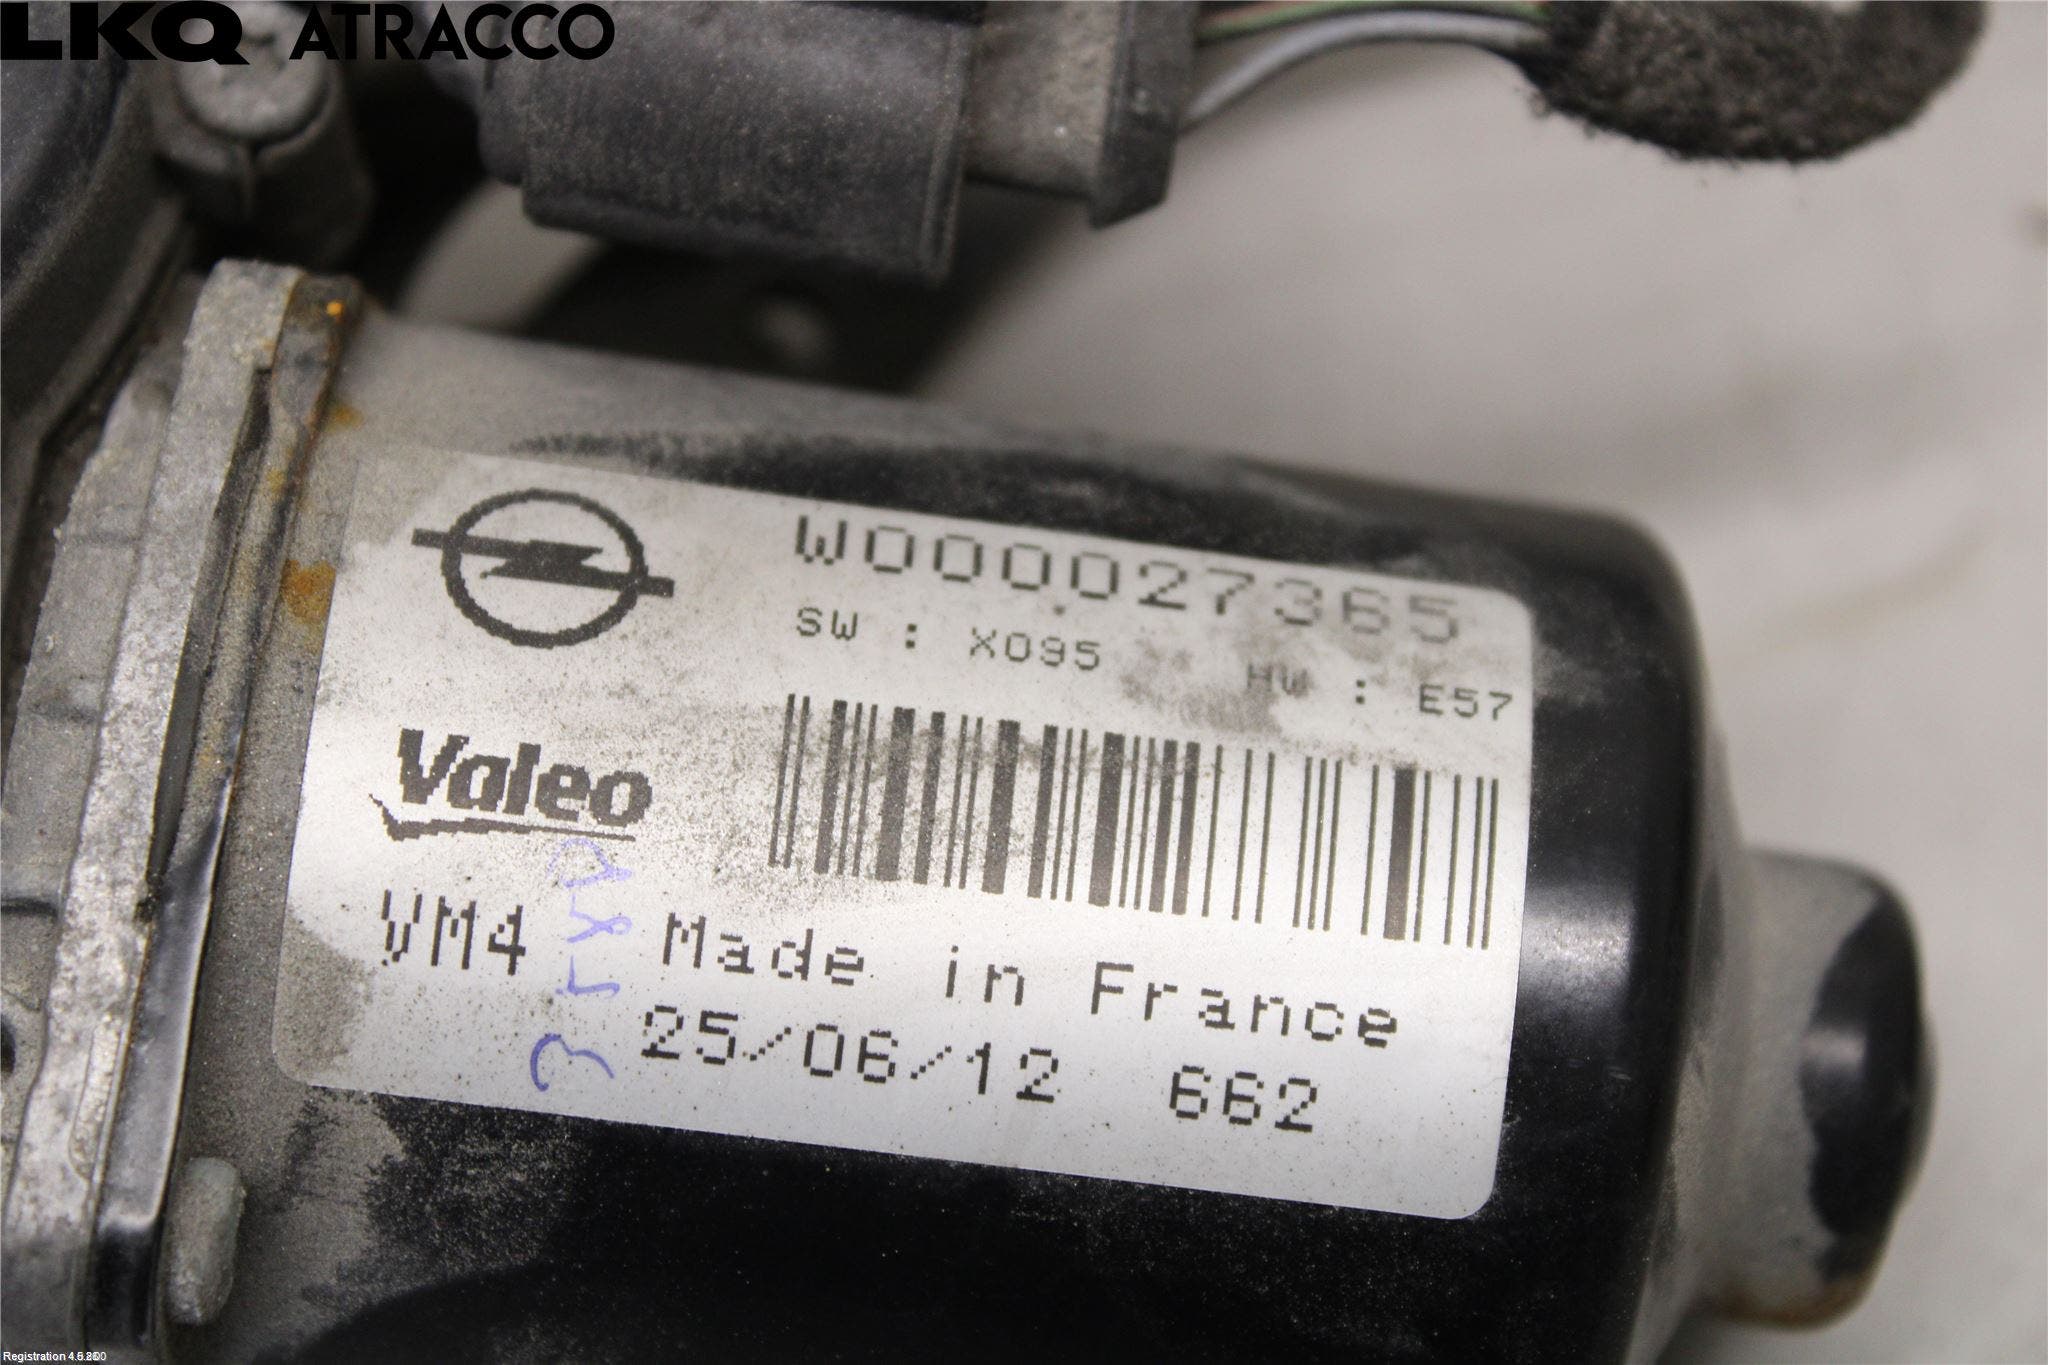 LKQ ATRACCO
W000027365
SW : X095 HW : E57
Valeo
VM4 Made in France
25/06/12 662